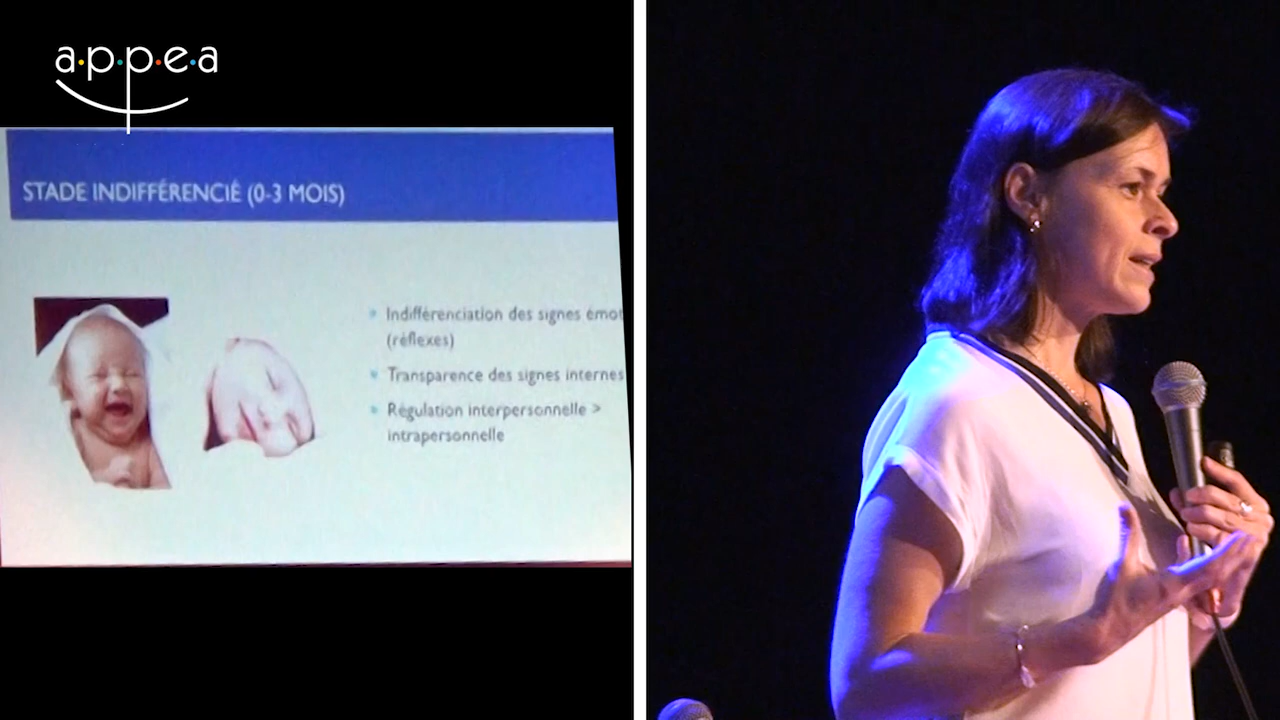 a.p.p.e.a
STADE INDIFFÉRENCIÉ (0-3 MOIS)
Indifférenciation des signes
(réflexes)
Transparence des signes internes
Régulation interpersonnelle >
intrapersonnelle